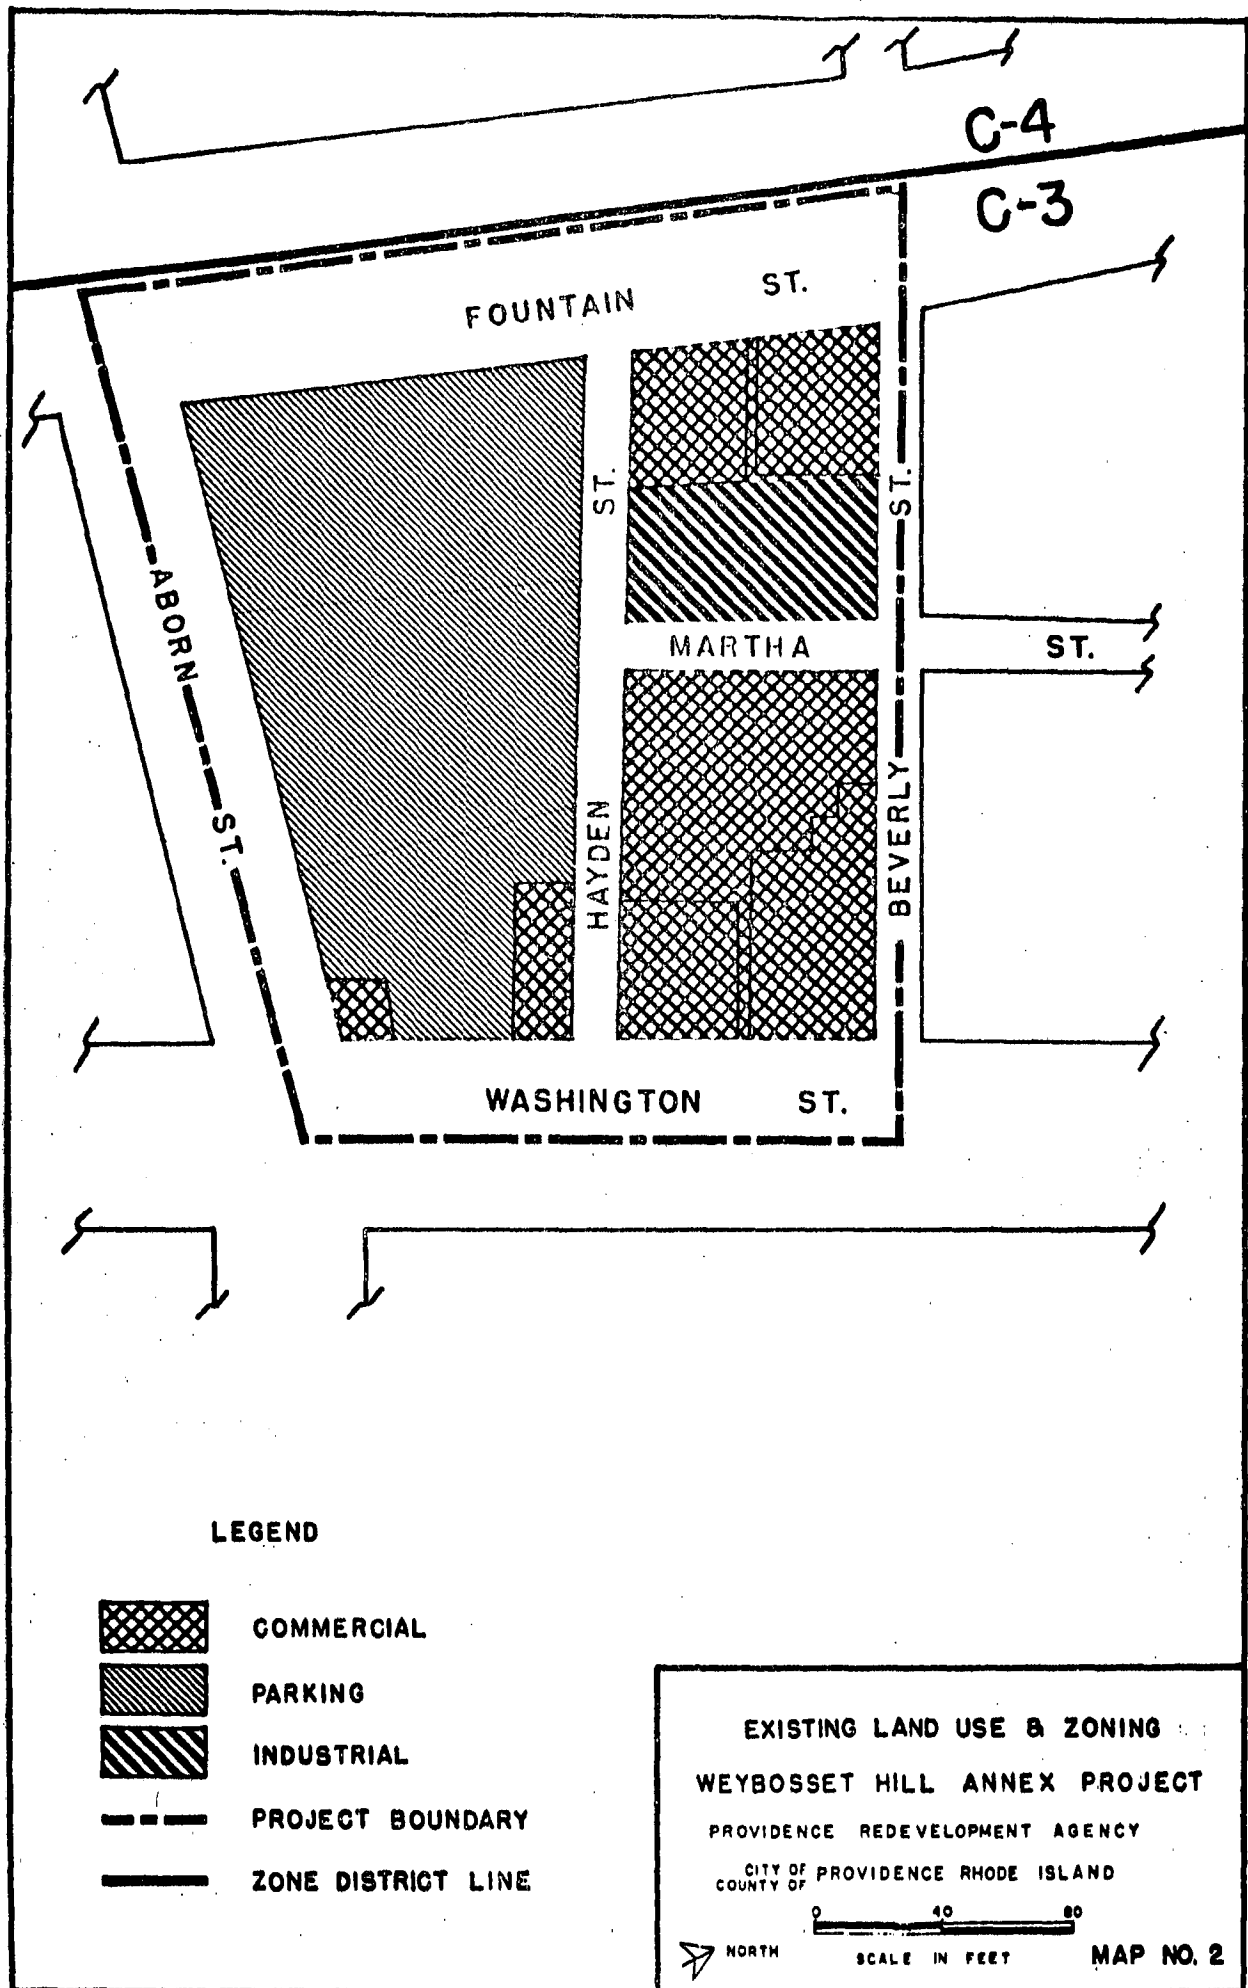 C-4
C-3
FOUNTAIN ST.
ST.
MARTHA ST.
ABORN ST.
HAYDEN
BEVERLY ST.
WASHINGTON ST.
LEGEND
COMMERCIAL
PARKING
INDUSTRIAL
PROJECT BOUNDARY
ZONE DISTRICT LINE
EXISTING LAND USE & ZONING
WEYBOSSET HILL ANNEX PROJECT
PROVIDENCE REDEVELOPMENT AGENCY
CITY OF
COUNTY OF PROVIDENCE RHODE ISLAND
0 40 80
NORTH SCALE IN FEET MAP NO. 2